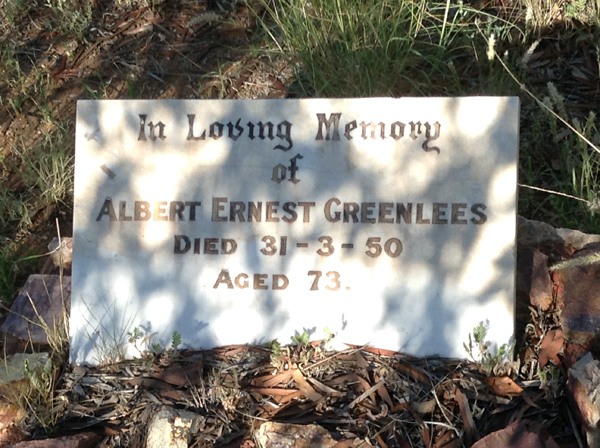 In Loving Memory
of
ALBERT ERNEST GREENLEES
DIED 31-3-50
AGED 73.